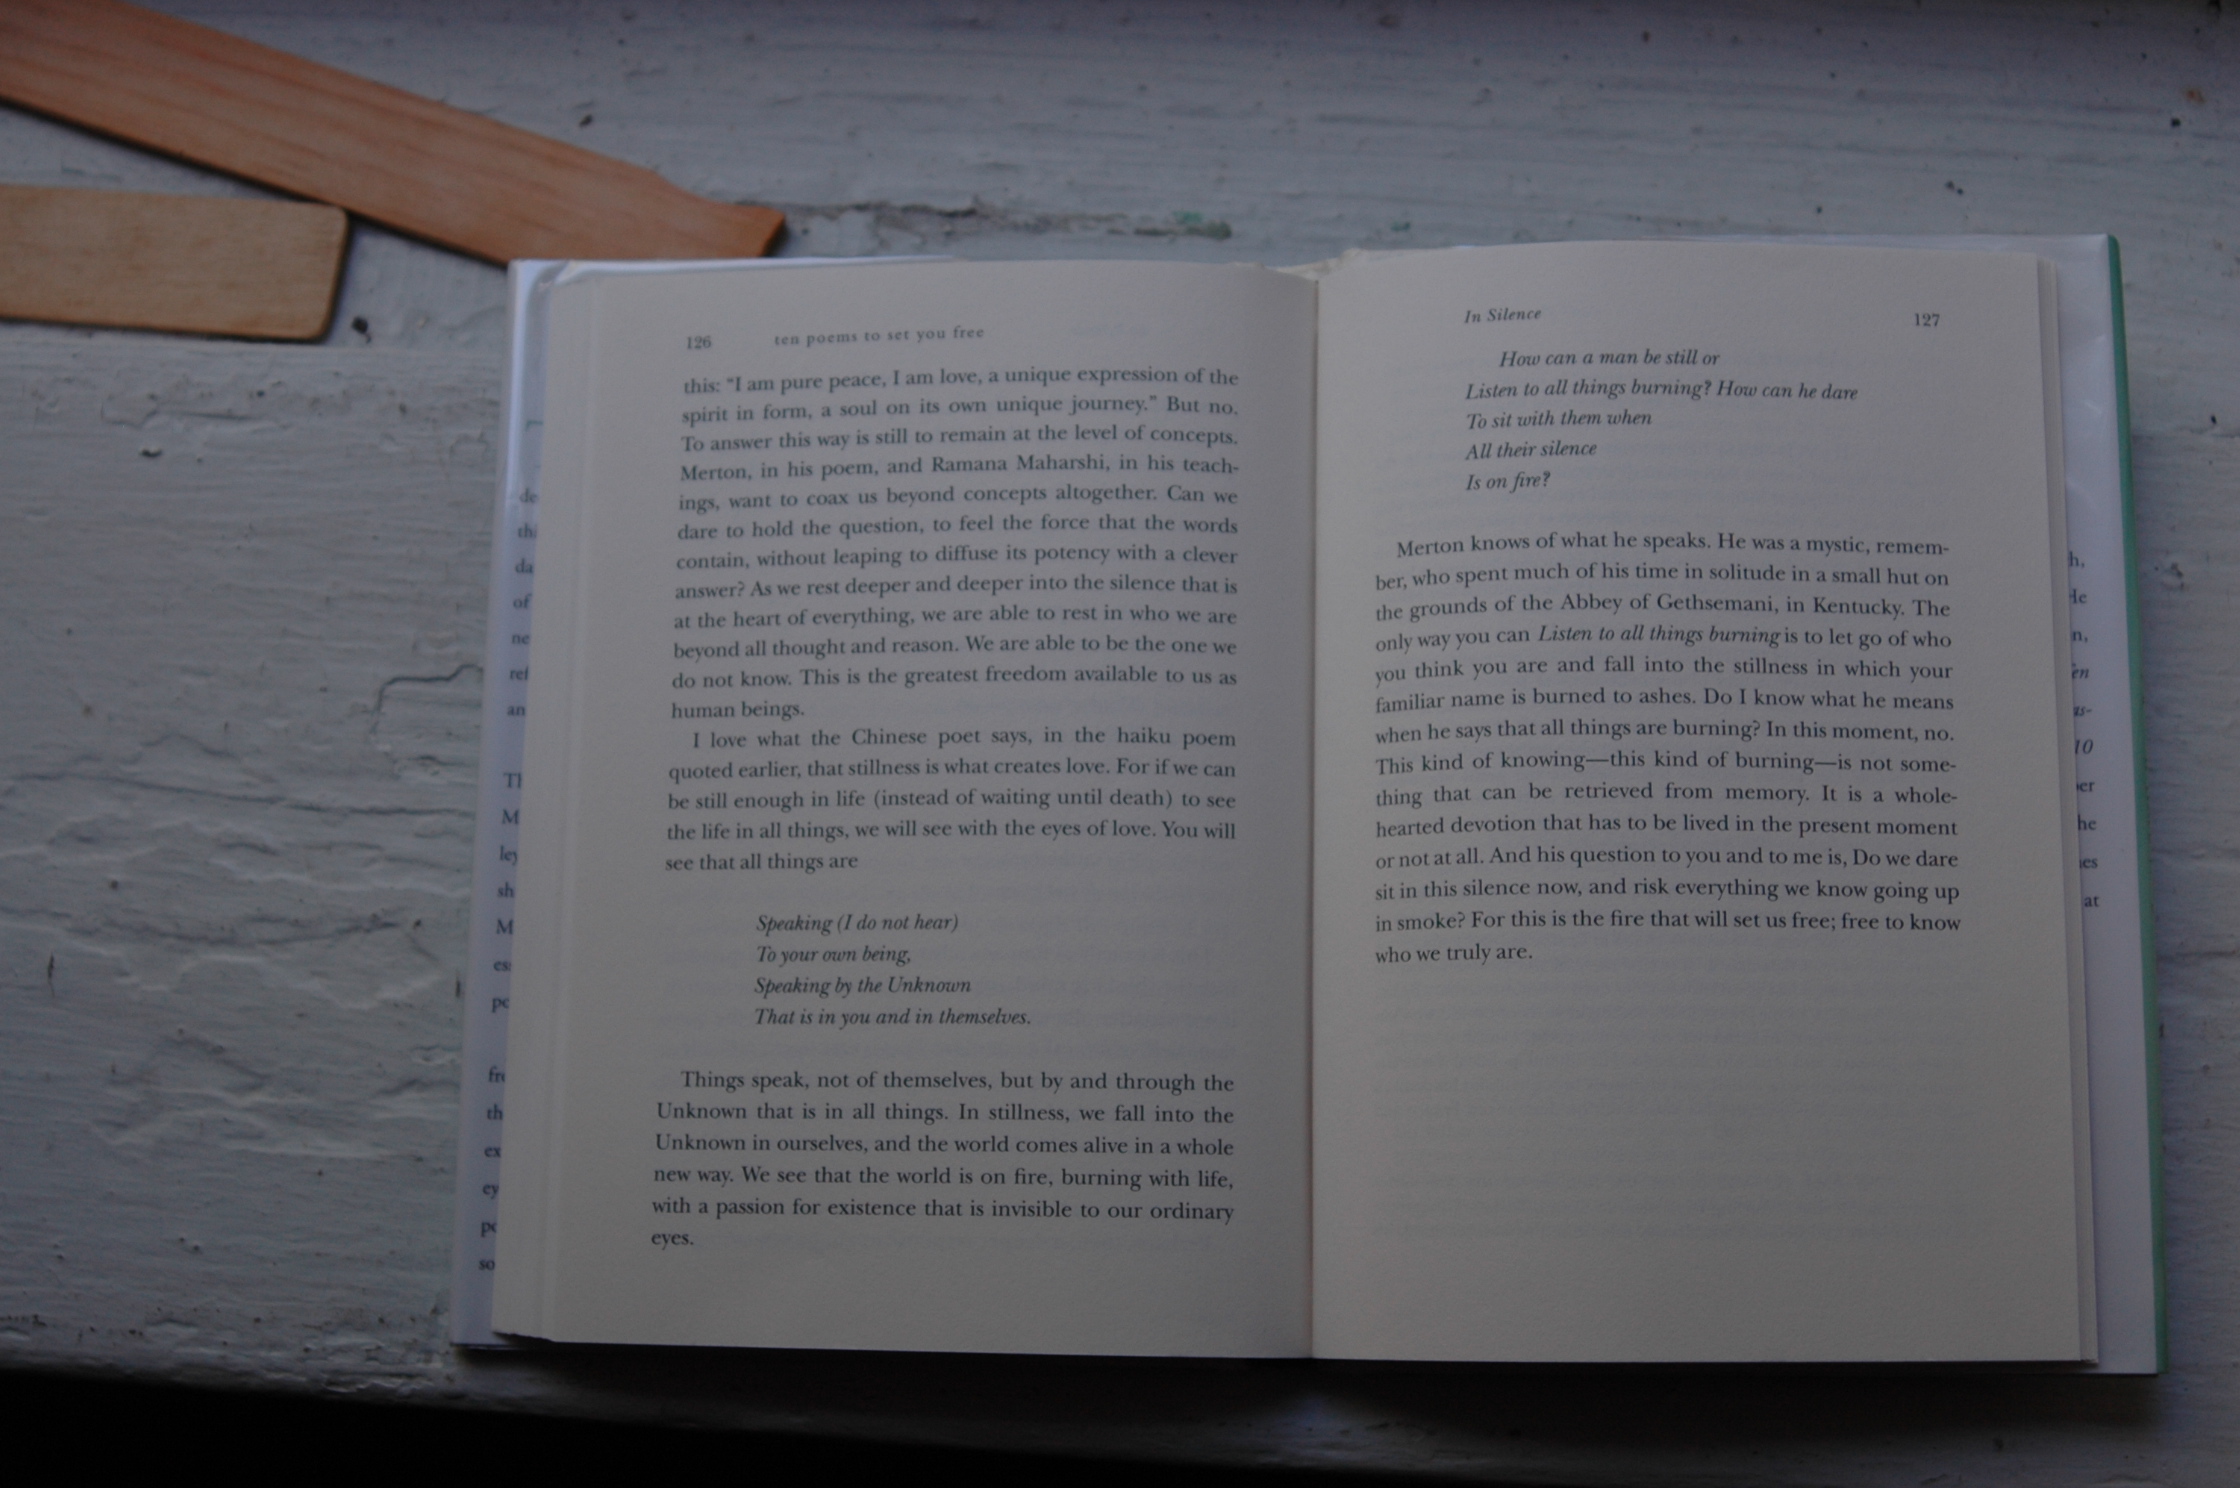 126 ten poems to set you free
this: “I am pure peace, I am love, a unique expression of the
spirit in form, a soul on its own unique journey.” But no.
To answer this way is still to remain at the level of concepts.
Merton, in his poem, and Ramana Maharshi, in his teach-
ings, want to coax us beyond concepts altogether. Can we
dare to hold the question, to feel the force that the words
contain, without leaping to diffuse its potency with a clever
answer? As we rest deeper and deeper into the silence that is
at the heart of everything, we are able to rest in who we are
beyond all thought and reason. We are able to be the one we
do not know. This is the greatest freedom available to us as
human beings.
I love what the Chinese poet says, in the haiku poem
quoted earlier, that stillness is what creates love. For if we can
be still enough in life (instead of waiting until death) to see
the life in all things, we will see with the eyes of love. You will
see that all things are
Speaking (I do not hear)
To your own being,
Speaking by the Unknown
That is in you and in themselves.
Things speak, not of themselves, but by and through the
Unknown that is in all things. In stillness, we fall into the
Unknown in ourselves, and the world comes alive in a whole
new way. We see that the world is on fire, burning with life,
with a passion for existence that is invisible to our ordinary
eyes.
In Silence 127
How can a man be still or
Listen to all things burning? How can he dare
To sit with them when
All their silence
Is on fire?
Merton knows of what he speaks. He was a mystic, remem-
ber, who spent much of his time in solitude in a small hut on
the grounds of the Abbey of Gethsemani, in Kentucky. The
only way you can Listen to all things burning is to let go of who
you think you are and fall into the stillness in which your
familiar name is burned to ashes. Do I know what he means
when he says that all things are burning? In this moment, no.
This kind of knowing—this kind of burning—is not some-
thing that can be retrieved from memory. It is a whole-
hearted devotion that has to be lived in the present moment
or not at all. And his question to you and to me is, Do we dare
sit in this silence now, and risk everything we know going up
in smoke? For this is the fire that will set us free; free to know
who we truly are.